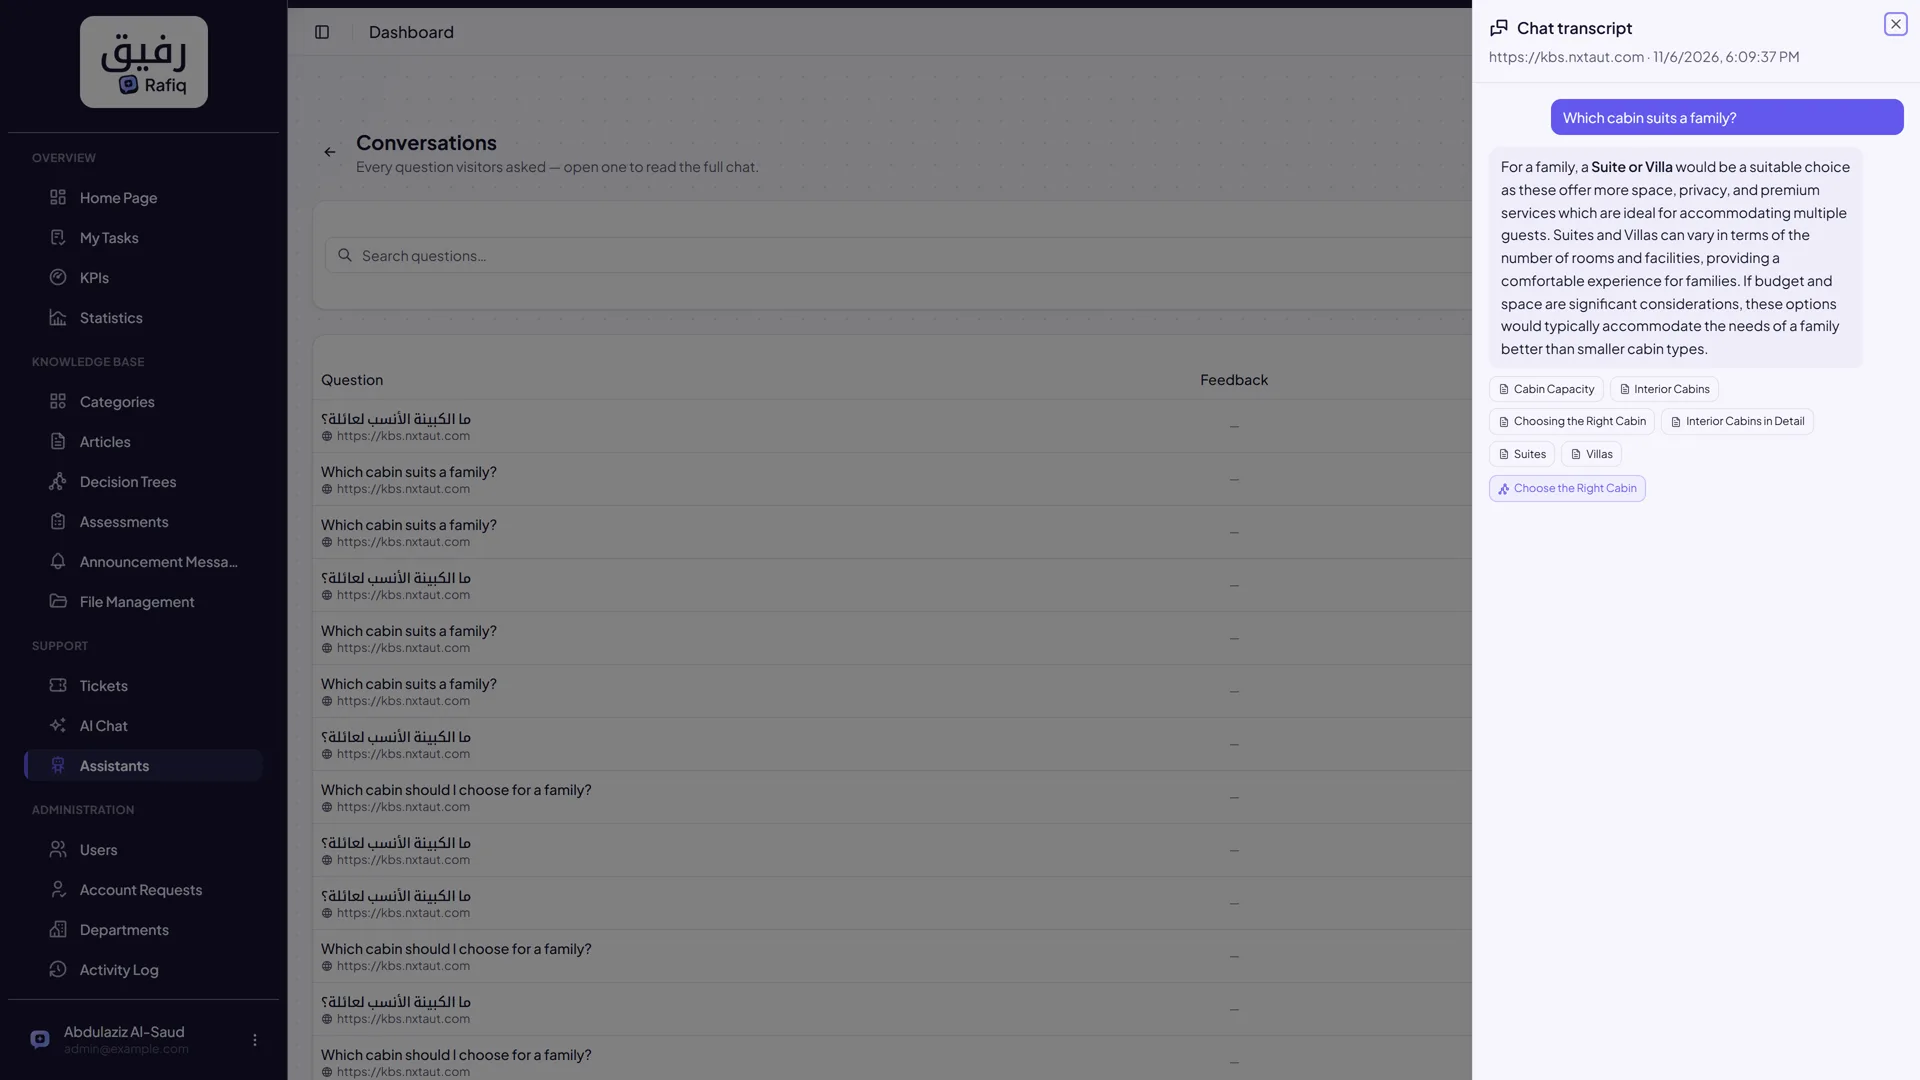 رفيق
Rafiq
OVERVIEW
Home Page
My Tasks
KPIs
Statistics
KNOWLEDGE BASE
Categories
Articles
Decision Trees
Assessments
Announcement Messa...
File Management
SUPPORT
Tickets
AI Chat
Assistants
ADMINISTRATION
Users
Account Requests
Departments
Activity Log
Abdulaziz Al-Saud
admin@example.com
Dashboard
Conversations
Every question visitors asked — open one to read the full chat.
Search questions...
Question Feedback
ما الكبينة الأنسب لعائلة؟
https://kbs.nxtaut.com —
Which cabin suits a family?
https://kbs.nxtaut.com —
Which cabin suits a family?
https://kbs.nxtaut.com —
ما الكبينة الأنسب لعائلة؟
https://kbs.nxtaut.com —
Which cabin suits a family?
https://kbs.nxtaut.com —
Which cabin suits a family?
https://kbs.nxtaut.com —
ما الكبينة الأنسب لعائلة؟
https://kbs.nxtaut.com —
Which cabin should I choose for a family?
https://kbs.nxtaut.com —
ما الكبينة الأنسب لعائلة؟
https://kbs.nxtaut.com —
ما الكبينة الأنسب لعائلة؟
https://kbs.nxtaut.com —
Which cabin should I choose for a family?
https://kbs.nxtaut.com —
ما الكبينة الأنسب لعائلة؟
https://kbs.nxtaut.com —
Which cabin should I choose for a family?
https://kbs.nxtaut.com —
Chat transcript
https://kbs.nxtaut.com · 11/6/2026, 6:09:37 PM
Which cabin suits a family?
For a family, a Suite or Villa would be a suitable choice
as these offer more space, privacy, and premium
services which are ideal for accommodating multiple
guests. Suites and Villas can vary in terms of the
number of rooms and facilities, providing a
comfortable experience for families. If budget and
space are significant considerations, these options
would typically accommodate the needs of a family
better than smaller cabin types.
Cabin Capacity Interior Cabins
Choosing the Right Cabin Interior Cabins in Detail
Suites Villas
Choose the Right Cabin